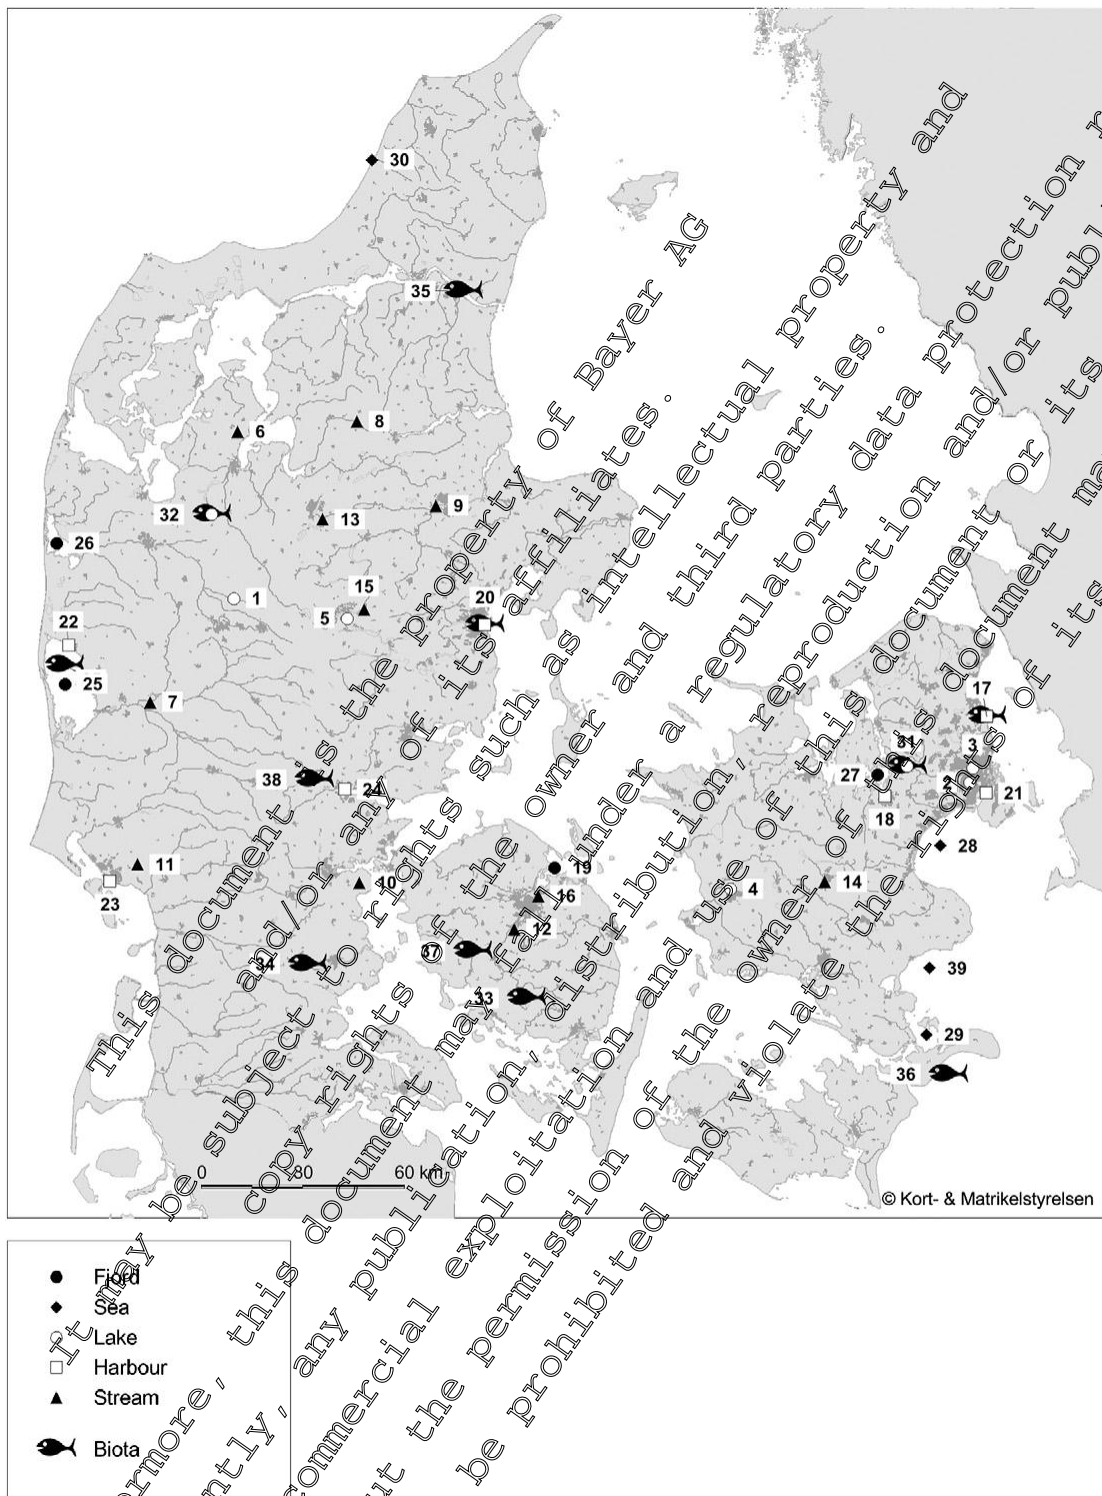 30
35
6
8
32
13
9
26
1
15
5
20
22
25
7
17
31
3
27
2
21
18
38
24
28
11
10
19
16
4
14
23
12
37
34
33
39
29
36
0 30 60 km
© Kort- & Matrikelstyrelsen
Fjord
Sea
Lake
Harbour
Stream
Biota
This document is the property of Bayer AG
and/or any of its affiliates.
It may be subject to rights such as intellectual property and
copy rights of the owner and third parties.
this document may fall under a regulatory data protection
any publication, distribution, reproduction and/or
commercial exploitation and use of this document or its
the permission of the owner of this document
be prohibited and violate the rights of its